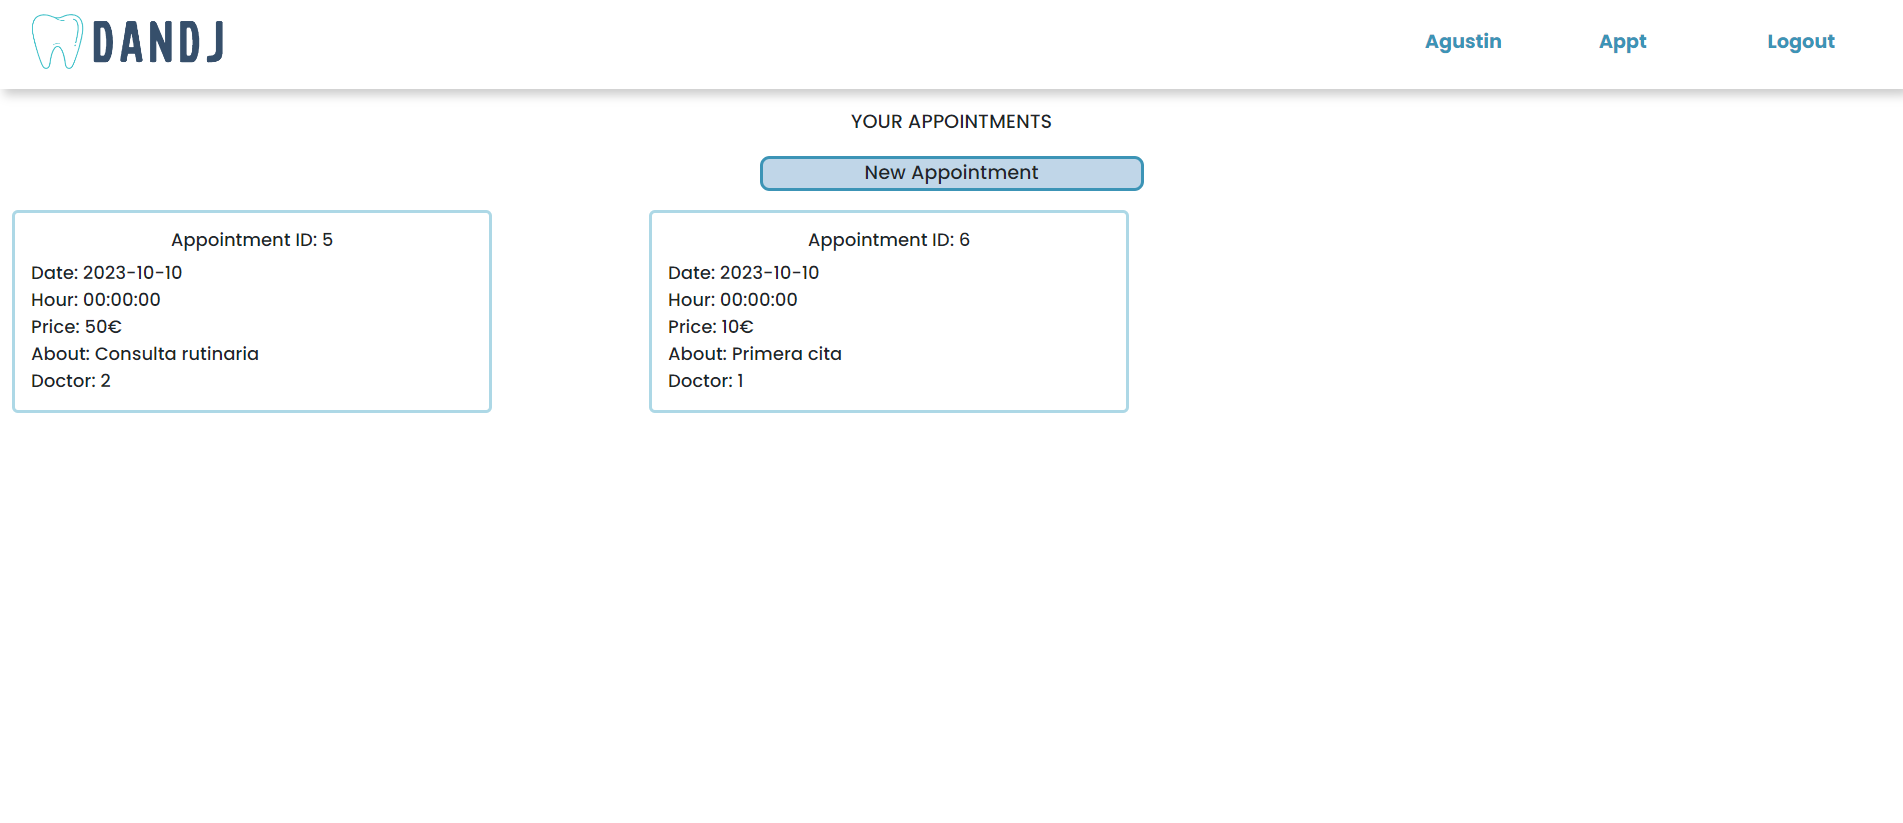 DANDJ
Agustin
Appt
Logout
YOUR APPOINTMENTS
New Appointment
Appointment ID: 5
Date: 2023-10-10
Hour: 00:00:00
Price: 50€
About: Consulta rutinaria
Doctor: 2
Appointment ID: 6
Date: 2023-10-10
Hour: 00:00:00
Price: 10€
About: Primera cita
Doctor: 1